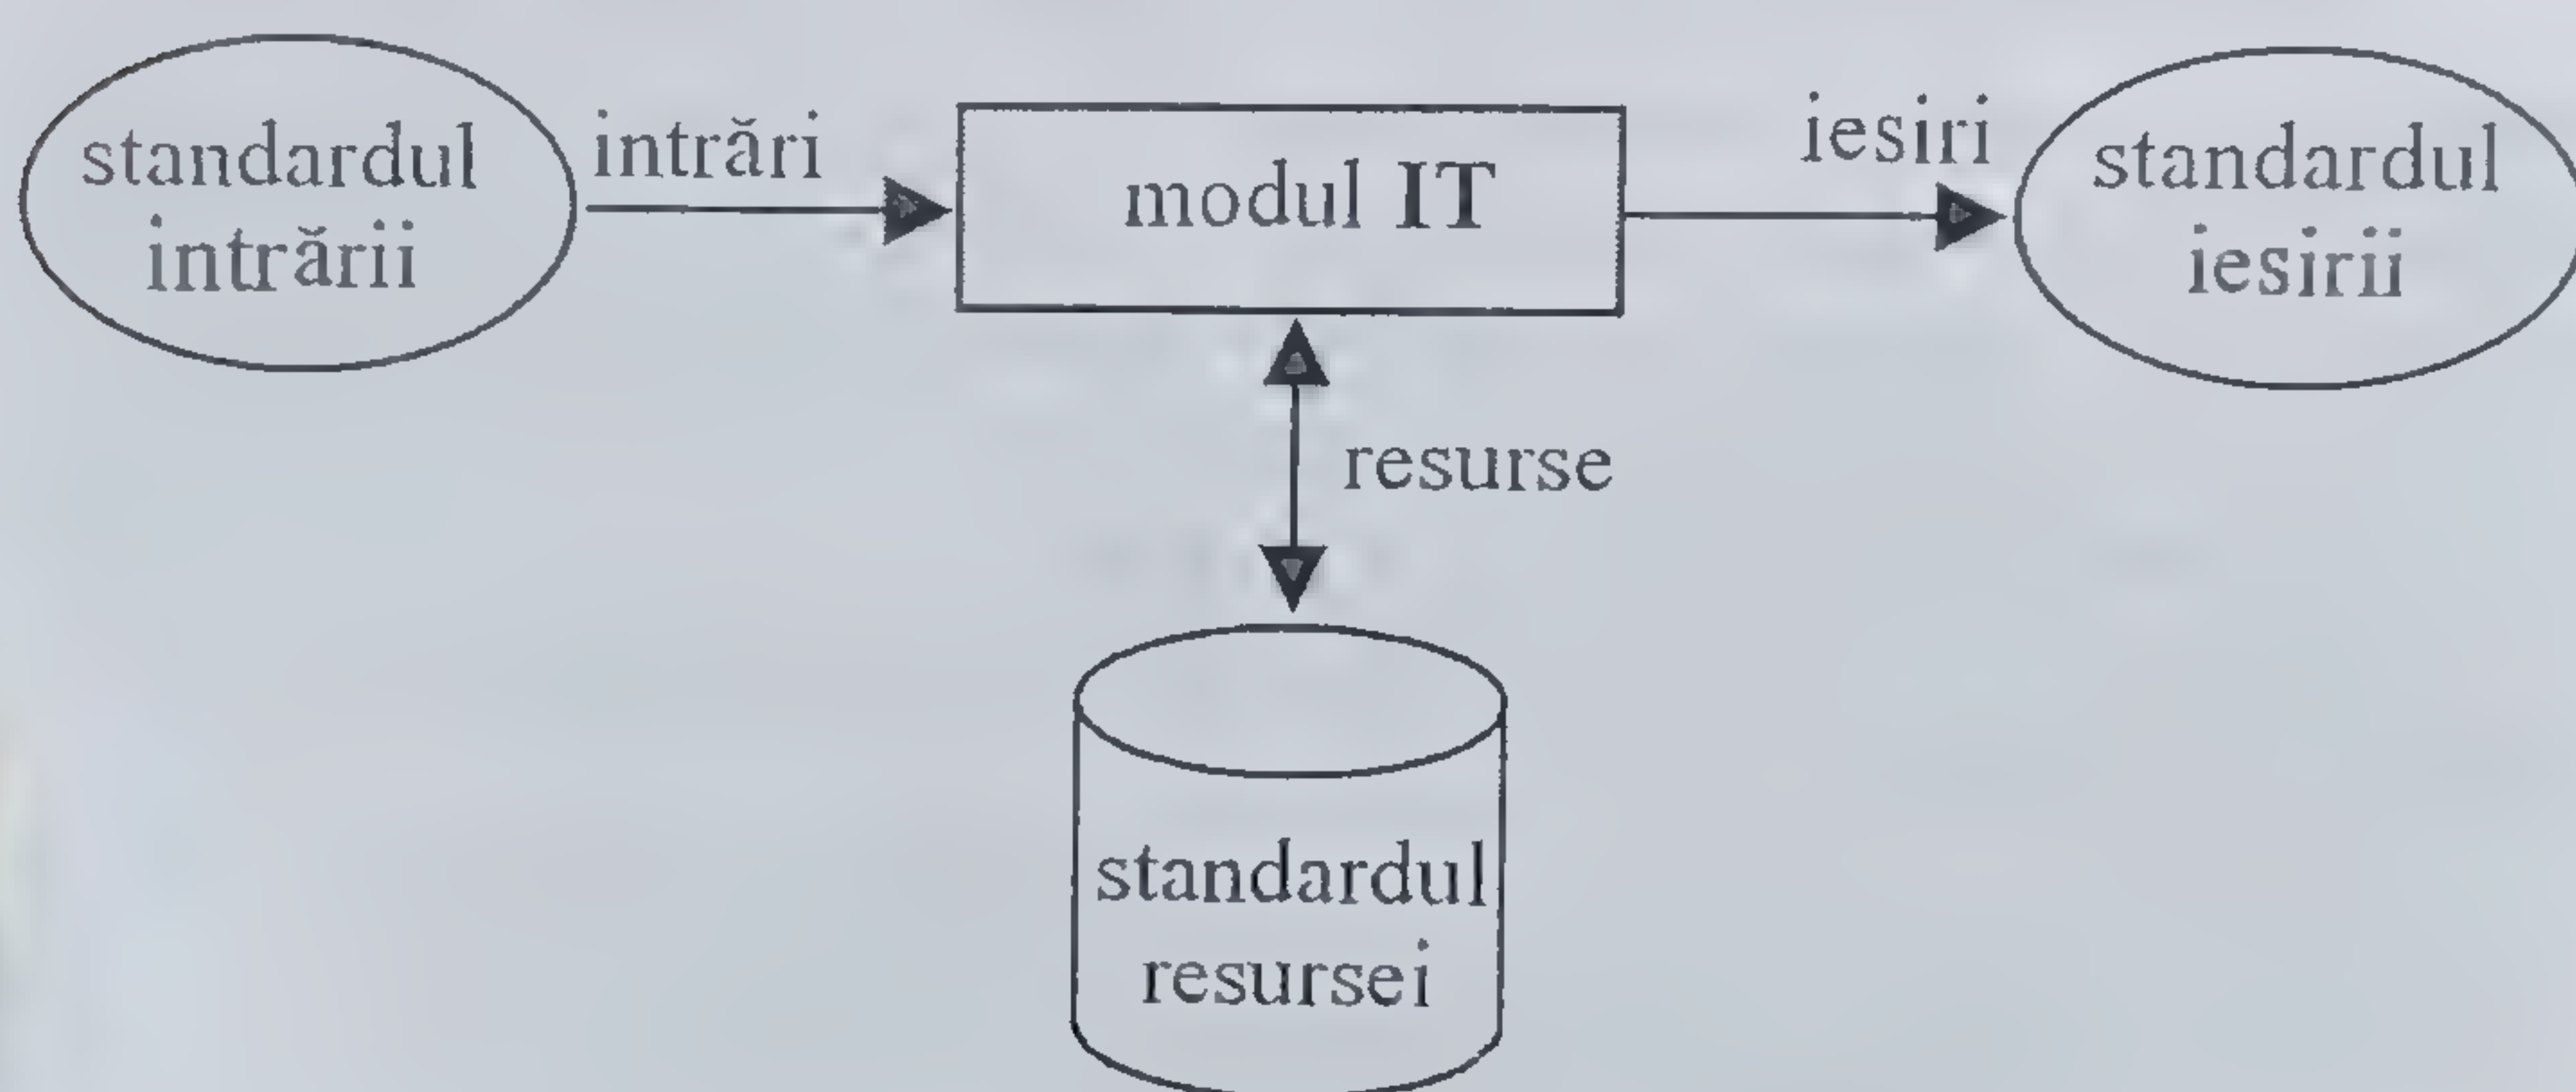 standardul
intrării
intrări
modul IT
iesiri
standardul
iesirii
resurse
standardul
resursei